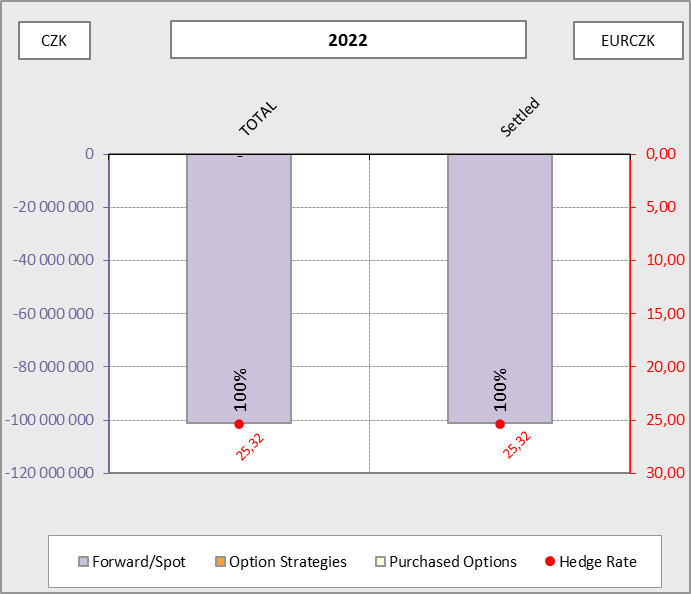 CZK
2022
EURCZK
TOTAL
Settled
0
0,00
-20 000 000
5,00
-40 000 000
10,00
-60 000 000
15,00
-80 000 000
20,00
-100 000 000
25,00
-120 000 000
30,00
-
100%
100%
25,32
25,32
Forward/Spot
Option Strategies
Purchased Options
Hedge Rate